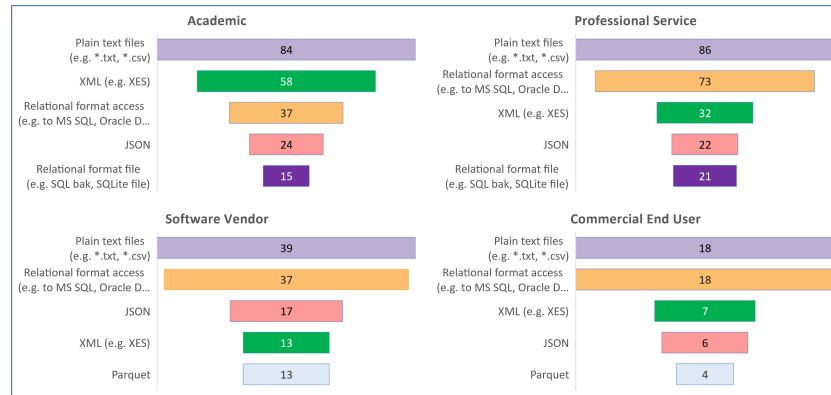 Academic
Plain text files
(e.g. *.txt, *.csv)
84
XML (e.g. XES)
58
Relational format access
(e.g. to MS SQL, Oracle D...
37
JSON
24
Relational format file
(e.g. SQL bak, SQLite file)
15
Professional Service
Plain text files
(e.g. *.txt, *.csv)
86
Relational format access
(e.g. to MS SQL, Oracle D...
73
XML (e.g. XES)
32
JSON
22
Relational format file
(e.g. SQL bak, SQLite file)
21
Software Vendor
Plain text files
(e.g. *.txt, *.csv)
39
Relational format access
(e.g. to MS SQL, Oracle D...
37
JSON
17
XML (e.g. XES)
13
Parquet
13
Commercial End User
Plain text files
(e.g. *.txt, *.csv)
18
Relational format access
(e.g. to MS SQL, Oracle D...
18
XML (e.g. XES)
7
JSON
6
Parquet
4